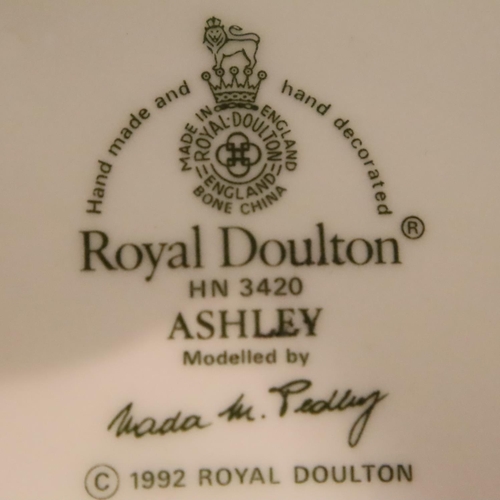 Hand made and hand decorated
MADE IN ENGLAND
ROYAL·DOULTON
ENGLAND
BONE CHINA
Royal Doulton®
HN 3420
ASHLEY
Modelled by
Nada M. Pedley
© 1992 ROYAL DOULTON